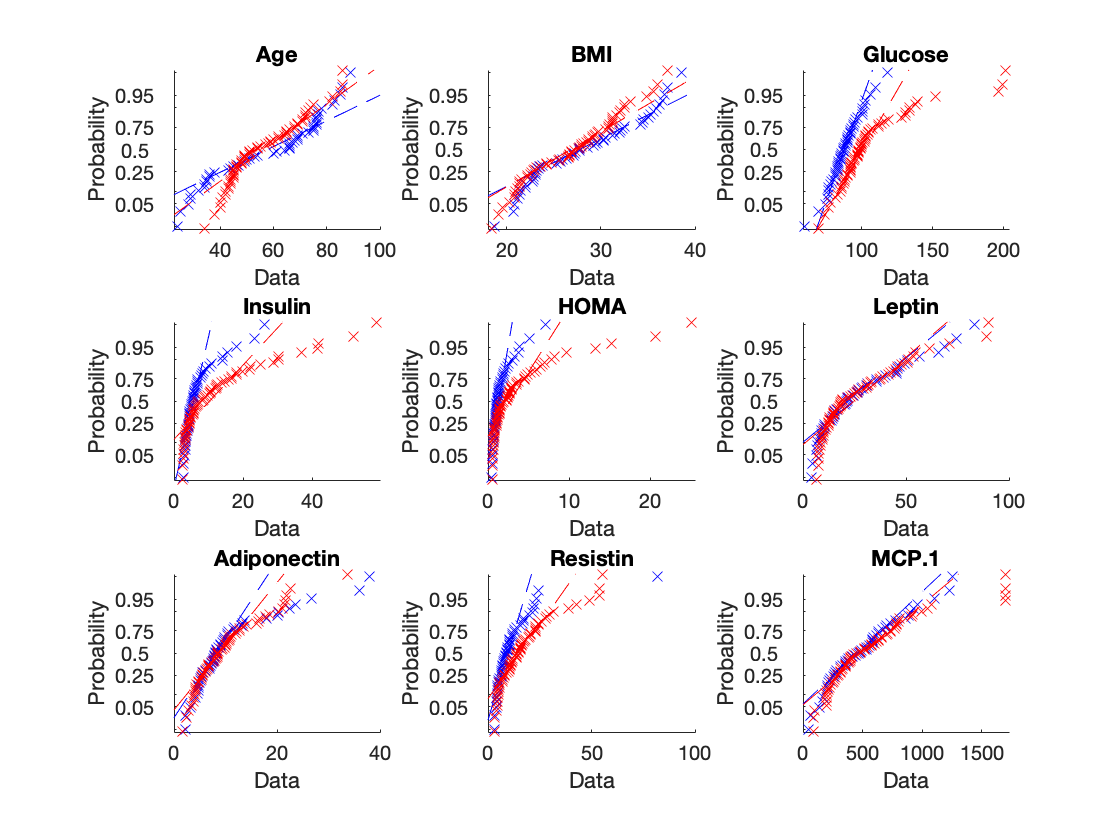 Age
Probability
0.95
0.75
0.5
0.25
0.05
40 60 80 100
Data
BMI
Probability
0.95
0.75
0.5
0.25
0.05
20 30 40
Data
Glucose
Probability
0.95
0.75
0.5
0.25
0.05
100 150 200
Data
Insulin
Probability
0.95
0.75
0.5
0.25
0.05
0 20 40
Data
HOMA
Probability
0.95
0.75
0.5
0.25
0.05
0 10 20
Data
Leptin
Probability
0.95
0.75
0.5
0.25
0.05
0 50 100
Data
Adiponectin
Probability
0.95
0.75
0.5
0.25
0.05
0 20 40
Data
Resistin
Probability
0.95
0.75
0.5
0.25
0.05
0 50 100
Data
MCP.1
Probability
0.95
0.75
0.5
0.25
0.05
0 500 1000 1500
Data